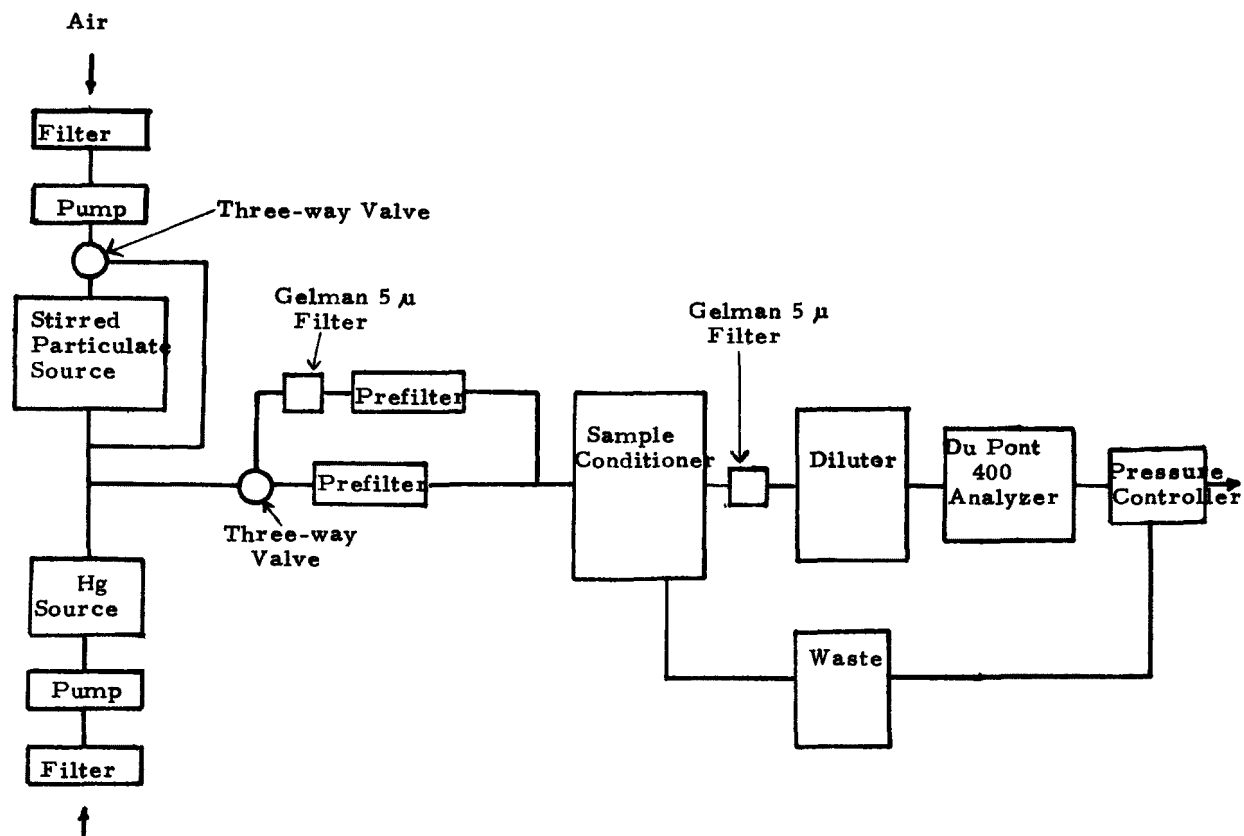 Air
Filter
Pump
Three-way Valve
Stirred
Particulate
Source
Gelman 5 μ
Filter
Prefilter
Prefilter
Three-way
Valve
Hg
Source
Pump
Filter
Sample
Conditioner
Gelman 5 μ
Filter
Diluter
Du Pont
400
Analyzer
Pressure
Controller
Waste